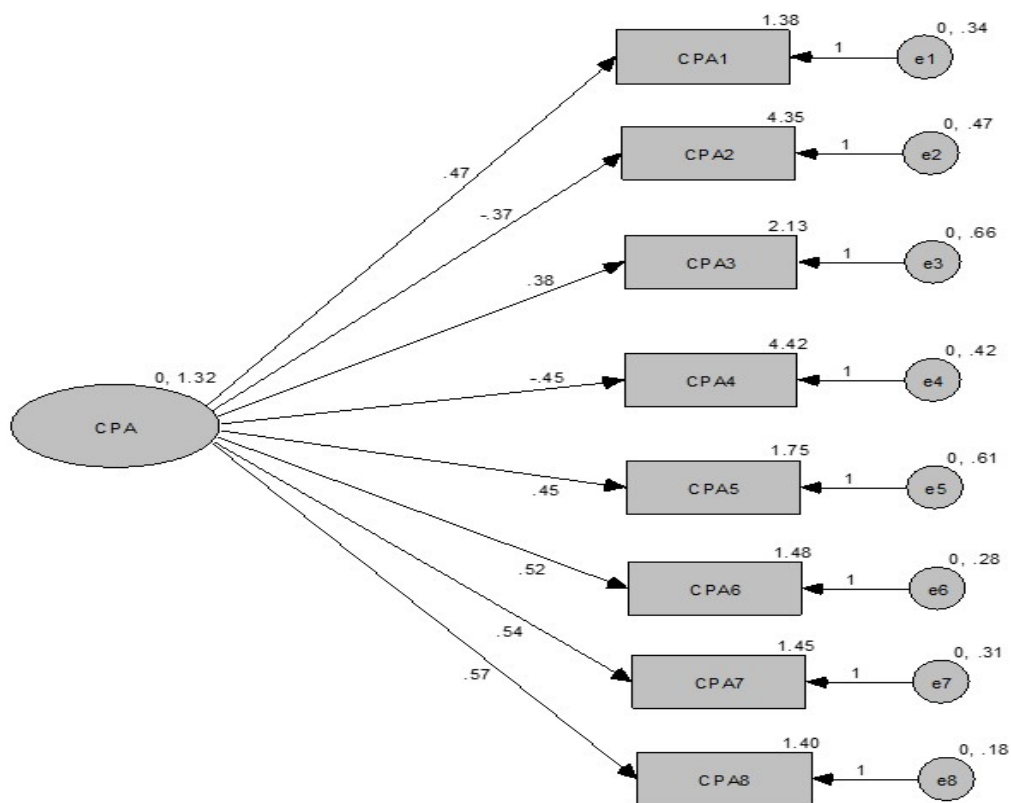 1.38
0, .34
CPA1
1
e1
4.35
0, .47
.47
CPA2
1
e2
-.37
2.13
0, .66
CPA3
1
e3
.38
4.42
0, .42
0, 1.32
-.45
CPA4
1
e4
CPA
1.75
0, .61
.45
CPA5
1
e5
1.48
0, .28
.52
CPA6
1
e6
.54
1.45
0, .31
.57
CPA7
1
e7
1.40
0, .18
CPA8
1
e8